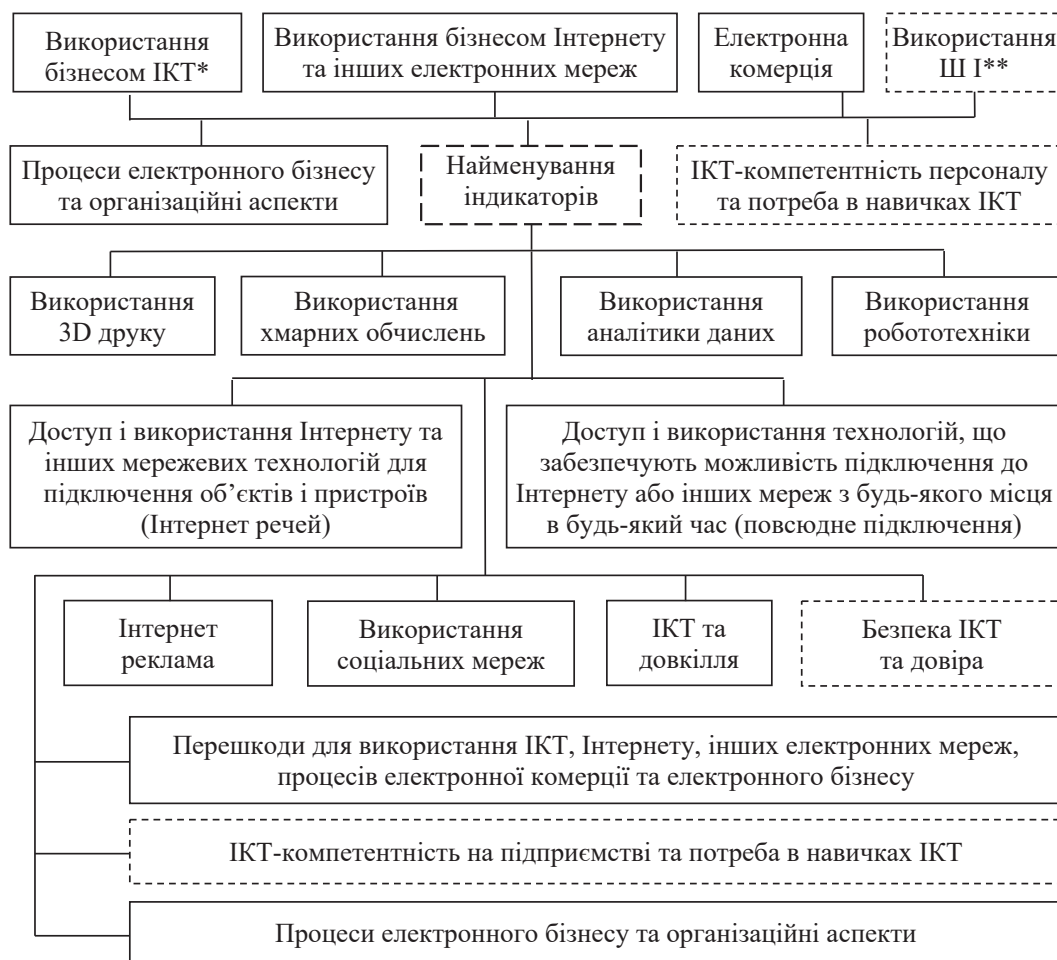 Використання
бізнесом ІКТ*
Використання бізнесом Інтернету
та інших електронних мереж
Електронна
комерція
Використання
Ш І**
Процеси електронного бізнесу
та організаційні аспекти
Найменування
індикаторів
ІКТ-компетентність персоналу
та потреба в навичках ІКТ
Використання
3D друку
Використання
хмарних обчислень
Використання
аналітики даних
Використання
робототехніки
Доступ і використання Інтернету та
інших мережевих технологій для
підключення об’єктів і пристроїв
(Інтернет речей)
Доступ і використання технологій, що
забезпечують можливість підключення до
Інтернету або інших мереж з будь-якого місця
в будь-який час (повсюдне підключення)
Інтернет
реклама
Використання
соціальних мереж
ІКТ та
довкілля
Безпека ІКТ
та довіра
Перешкоди для використання ІКТ, Інтернету, інших електронних мереж,
процесів електронної комерції та електронного бізнесу
ІКТ-компетентність на підприємстві та потреба в навичках ІКТ
Процеси електронного бізнесу та організаційні аспекти